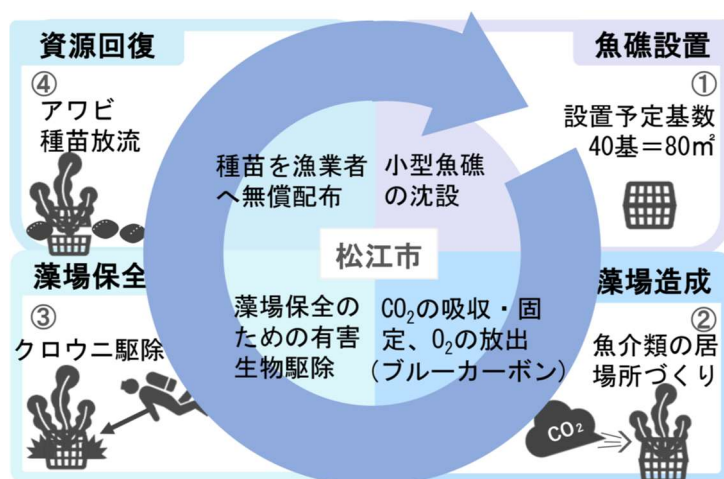 資源回復
④
アワビ
種苗放流
種苗を漁業者
へ無償配布
魚礁設置
①
設置予定基数
40基＝80㎡
小型魚礁
の沈設
松江市
藻場保全
③
クロウニ駆除
藻場保全の
ための有害
生物駆除
藻場造成
②
魚介類の居
場所づくり
CO₂の吸収・固
定、O₂の放出
(ブルーカーボン)
CO₂